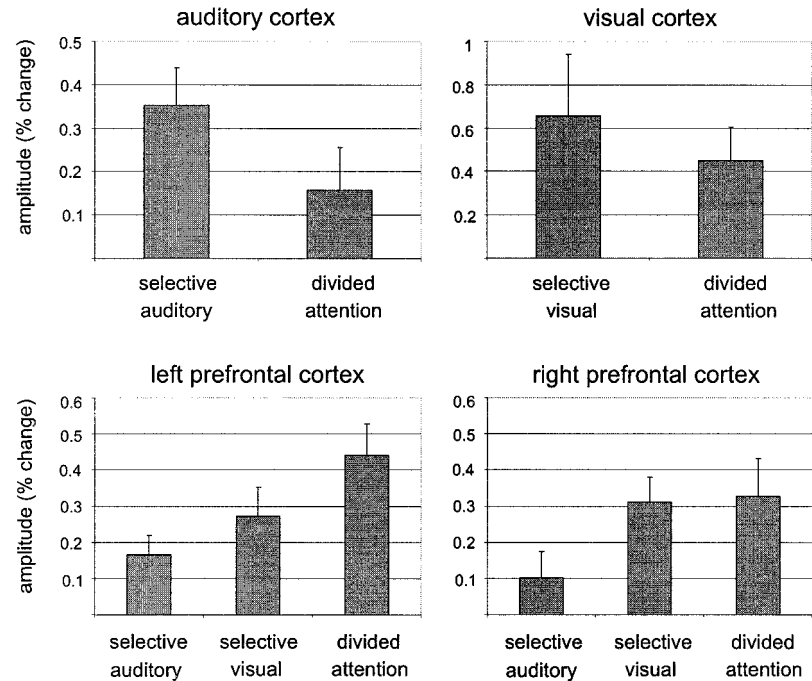 auditory cortex
visual cortex
amplitude (% change)
0.5
0.4
0.3
0.2
0.1
selective auditory
divided attention
1
0.8
0.6
0.4
0.2
selective visual
divided attention
left prefrontal cortex
right prefrontal cortex
amplitude (% change)
0.6
0.5
0.4
0.3
0.2
0.1
selective auditory
selective visual
divided attention
0.6
0.5
0.4
0.3
0.2
0.1
selective auditory
selective visual
divided attention